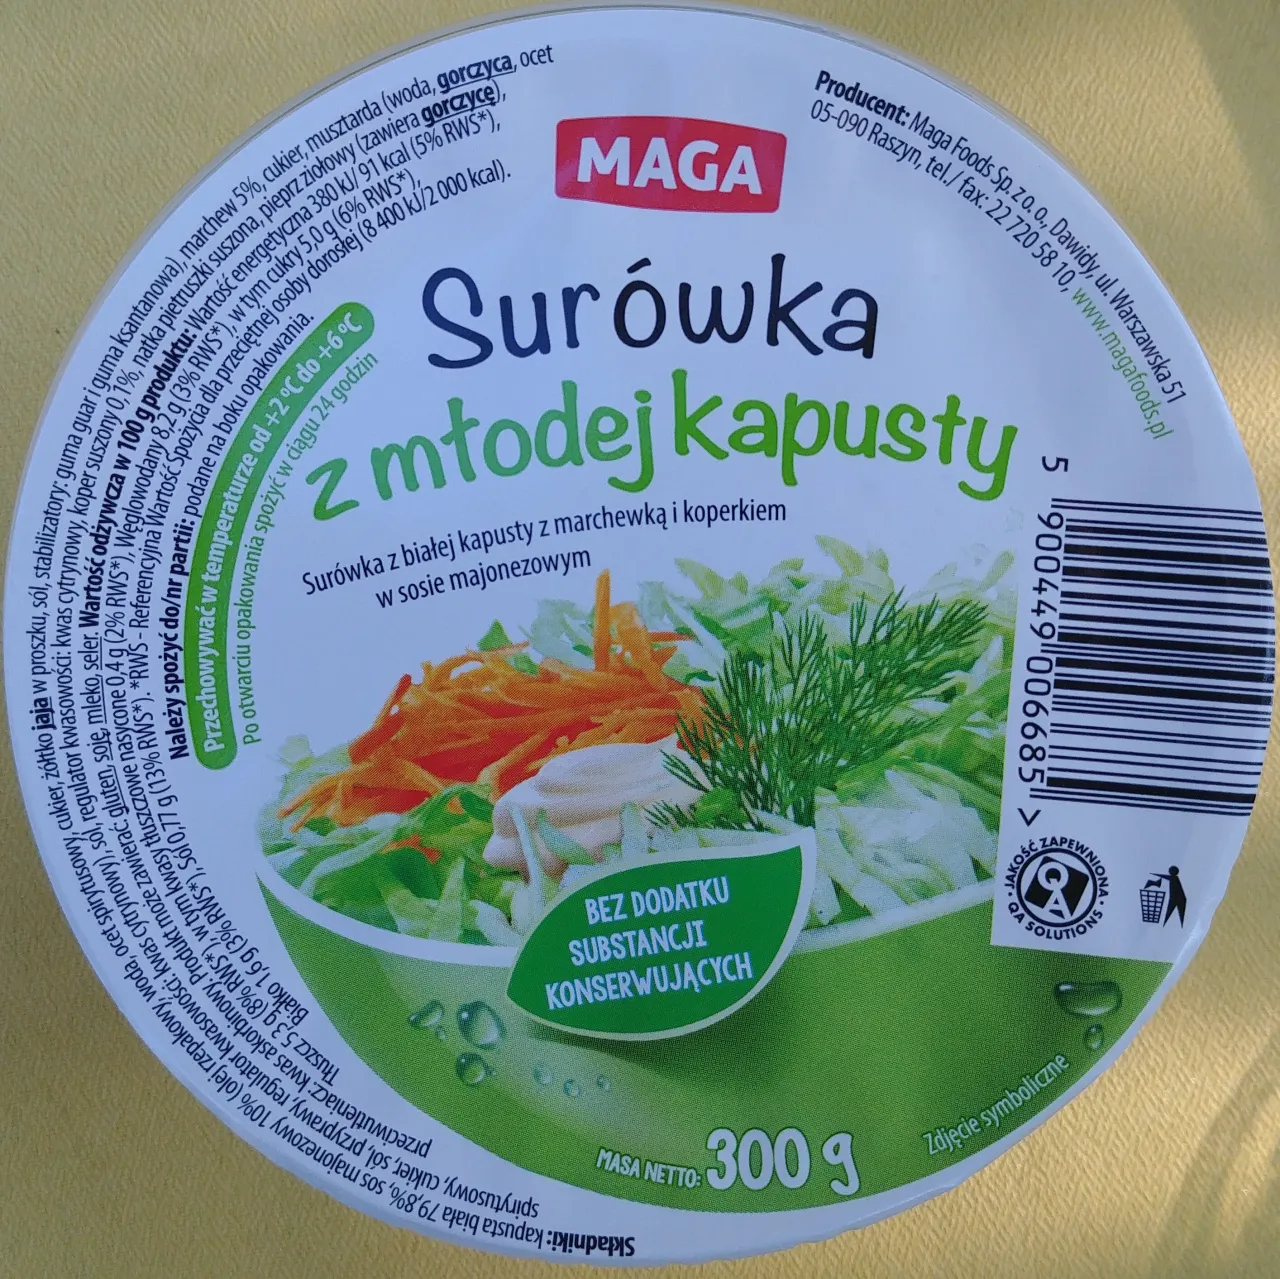 MAGA
Surówka
z młodej kapusty
Surówka z białej kapusty z marchewką i koperkiem
w sosie majonezowym
BEZ DODATKU
SUBSTANCJI
KONSERWUJĄCYCH
MASA NETTO: 300 g
Zdjęcie symboliczne
Producent: Maga Foods Sp. z o. o., Dawidy, ul. Warszawska 51
05-090 Raszyn, tel./ fax: 22 720 58 10, www.magafoods.pl
5 900449 006685 >
JAKOŚĆ ZAPEWNIONA
QA
QA SOLUTIONS
Składniki: kapusta biała 79,8%, sos majonezowy 10% (olej rzepakowy, woda, ocet spirytusowy, cukier, żółtko jaja w proszku, sól, stabilizatory: guma guar i guma ksantanowa), marchew 5%, cukier, musztarda (woda, gorczyca, ocet
spirytusowy, cukier, sól, przyprawy, regulator kwasowości: kwas cytrynowy), sól, regulator kwasowości: kwas cytrynowy, koper suszony 0,1%, natka pietruszki suszona, pieprz ziołowy (zawiera gorczycę),
przeciwutleniacz: kwas askorbinowy. Produkt może zawierać: gluten, soję, mleko, seler. Wartość odżywcza w 100 g produktu: Wartość energetyczna 380 kJ/ 91 kcal (5% RWS*),
Tłuszcz 5,3 g (8% RWS*), w tym kwasy tłuszczowe nasycone 0,4 g (2% RWS*), Węglowodany 8,2 g (3% RWS*), w tym cukry 5,0 g (6% RWS*),
Białko 1,6 g (3% RWS*), Sól 0,77 g (13% RWS*). *RWS - Referencyjna Wartość Spożycia dla przeciętnej osoby dorosłej (8 400 kJ/2 000 kcal).
Należy spożyć do/nr partii: podane na boku opakowania.
Przechowywać w temperaturze od +2 °C do +6 °C
Po otwarciu opakowania spożyć w ciągu 24 godzin